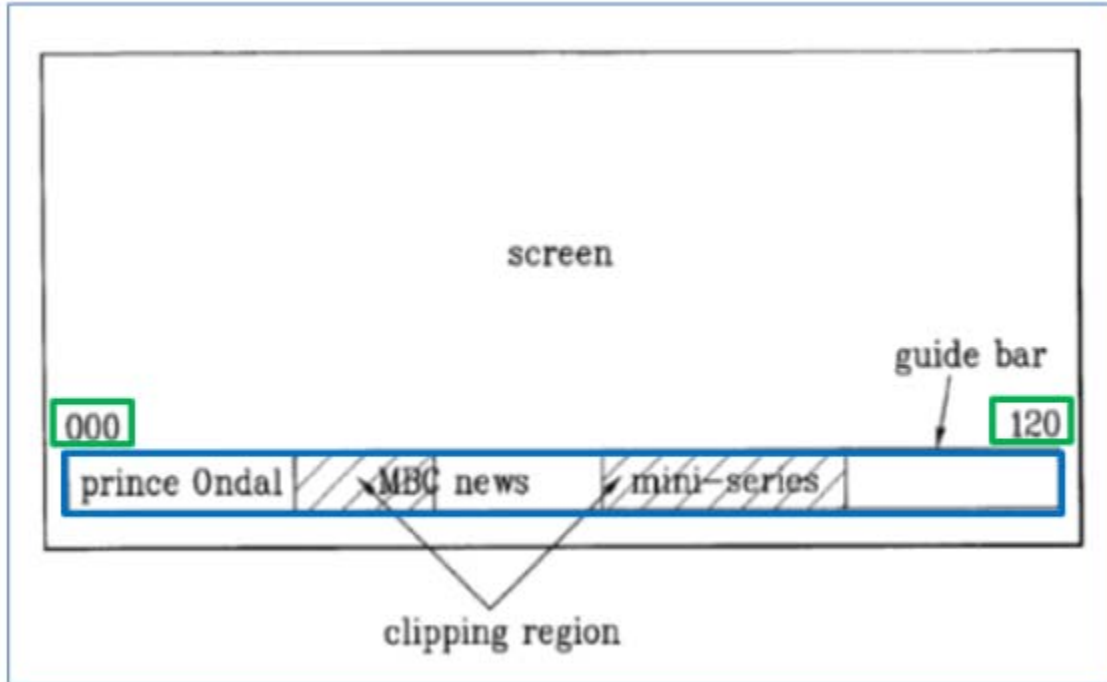 screen
guide bar
000 120
prince Ondal MBC news mini-series
clipping region